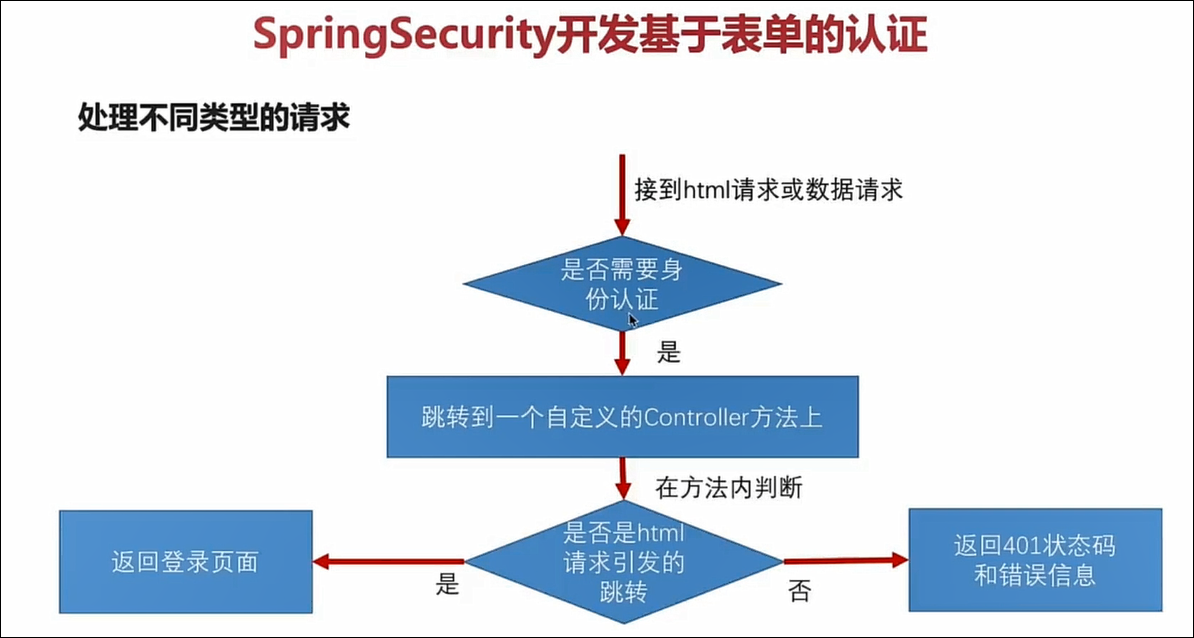 SpringSecurity开发基于表单的认证
处理不同类型的请求
接到html请求或数据请求
是否需要身
份认证
是
跳转到一个自定义的Controller方法上
在方法内判断
是否是html
请求引发的
跳转
返回登录页面
是
否
返回401状态码
和错误信息